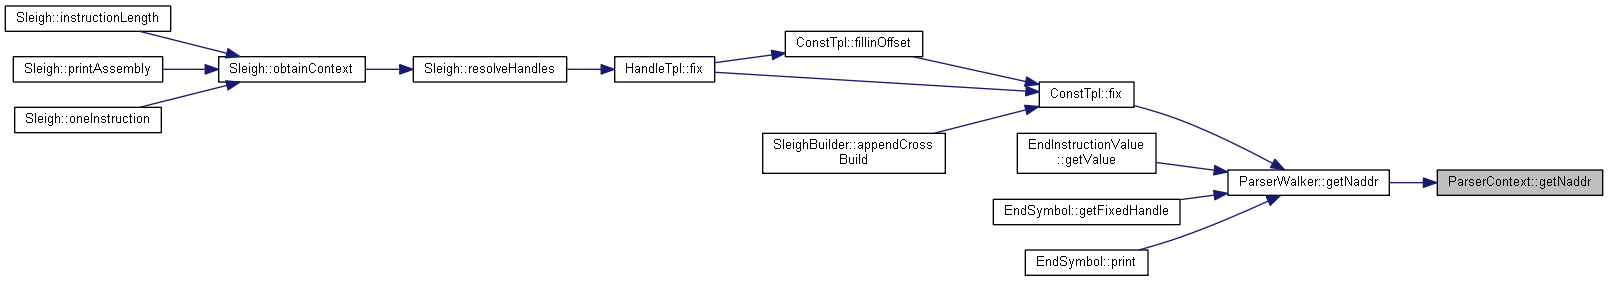 Sleigh::instructionLength
Sleigh::printAssembly
Sleigh::oneInstruction
Sleigh::obtainContext
Sleigh::resolveHandles
HandleTpl::fix
ConstTpl::fillinOffset
ConstTpl::fix
SleighBuilder::appendCross
Build
EndInstructionValue
::getValue
EndSymbol::getFixedHandle
EndSymbol::print
ParserWalker::getNaddr
ParserContext::getNaddr